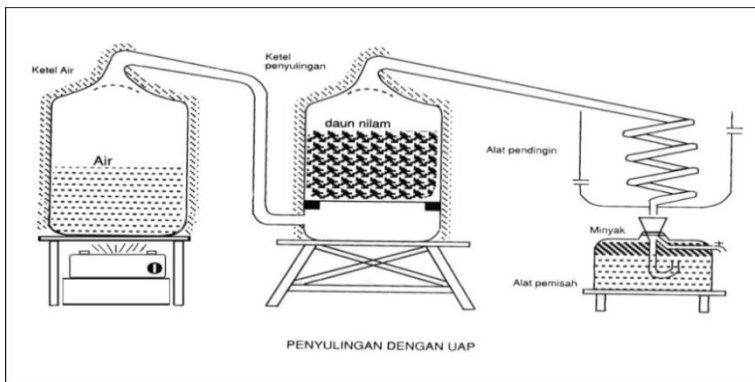 Ketel Air
Air
Ketel
penyulingan
daun nilam
Alat pendingin
Minyak
Alat pemisah
PENYULINGAN DENGAN UAP